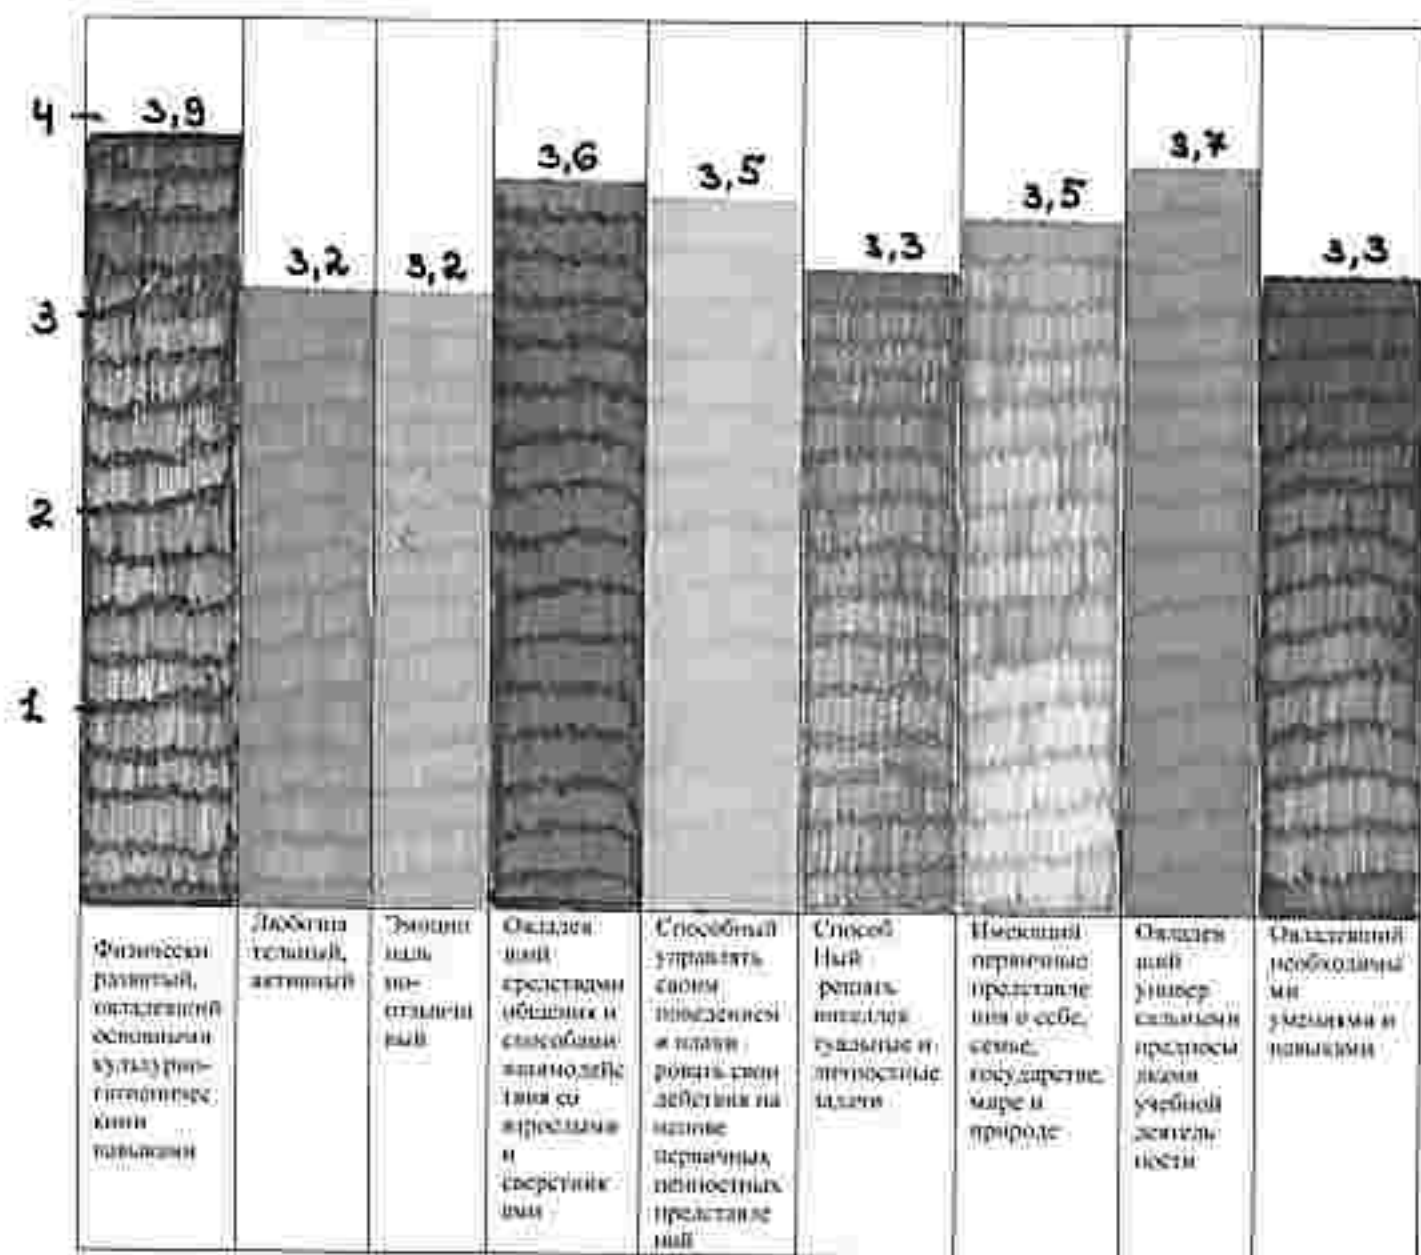 4
3,9
3,2
3,2
3,6
3,5
3,3
3,5
3,7
3,3
3
2
1
Физически
развитый,
овладевший
основными
культурно-
гигиеничес
кими
навыками
Любозна
тельный,
активный
Эмоцио
наль
но-
отзывчи
вый
Овладев
ший
средствами
общения и
способами
взаимодейс
твия со
взрослыми
и
сверстник
ами
Способный
управлять
своим
поведением
и плани
ровать свои
действия на
основе
первичных
ценностных
представле
ний
Способ
Ный
решать
интеллек
туальные и
личностные
задачи
Имеющий
первичные
представле
ния о себе,
семье,
государстве,
мире и
природе
Овладев
ший
универ
сальными
предпосы
лками
учебной
деятель
ности
Овладевший
необходимы
ми
умениями и
навыками